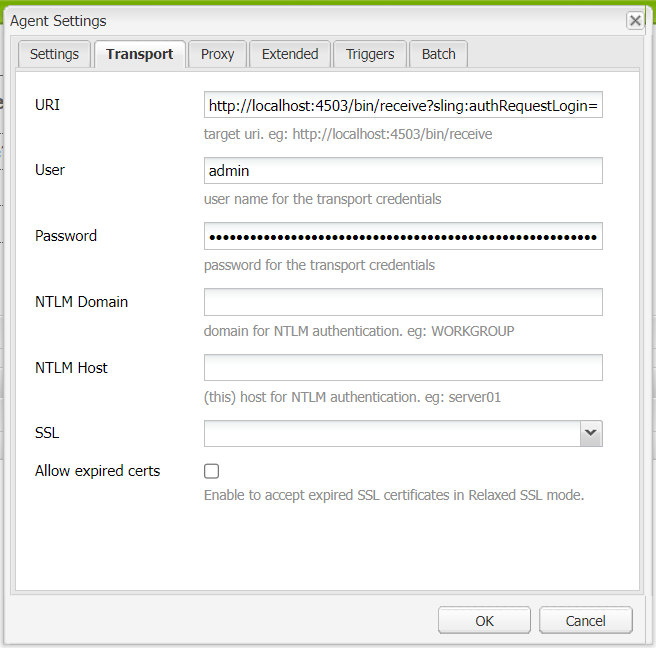 Agent Settings
Settings Transport Proxy Extended Triggers Batch
URI http://localhost:4503/bin/receive?sling:authRequestLogin=
target uri. eg: http://localhost:4503/bin/receive
User admin
user name for the transport credentials
Password ••••••••••••••••••••••••••••••••••••••••••••••••••••••••
password for the transport credentials
NTLM Domain
domain for NTLM authentication. eg: WORKGROUP
NTLM Host
(this) host for NTLM authentication. eg: server01
SSL
Allow expired certs
Enable to accept expired SSL certificates in Relaxed SSL mode.
OK Cancel